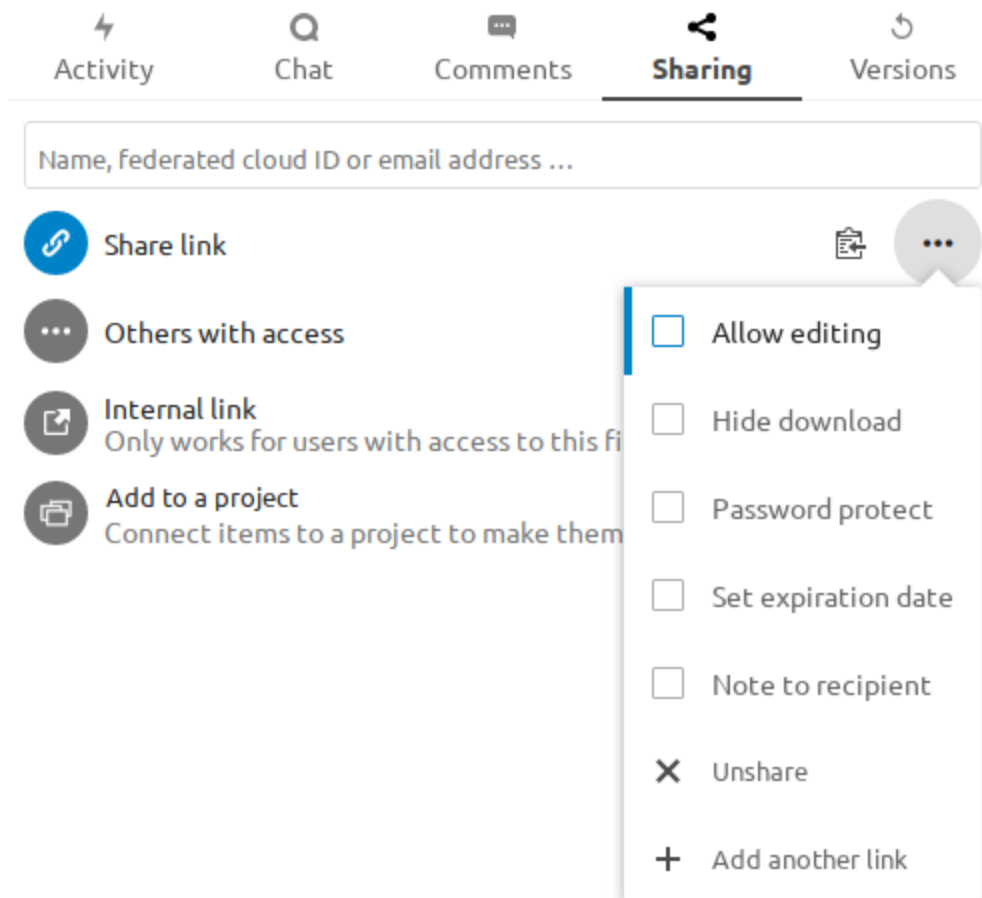 Activity
Chat
Comments
Sharing
Versions
Name, federated cloud ID or email address ...
Share link
Others with access
Internal link
Only works for users with access to this fi
Add to a project
Connect items to a project to make them
Allow editing
Hide download
Password protect
Set expiration date
Note to recipient
Unshare
Add another link